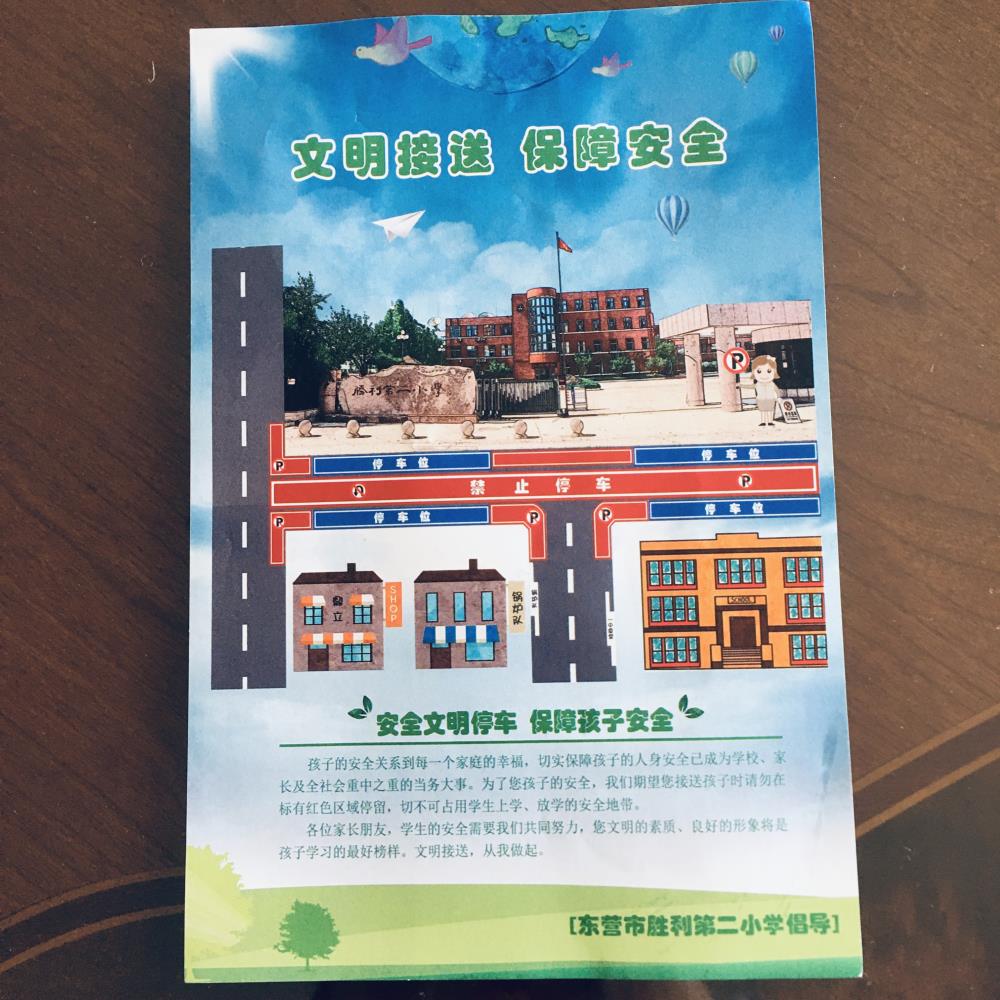 文明接送 保障安全
胜利第二小学
P
停车位
停车位
P
禁止停车
P
P
停车位
P
P
停车位
P
SHOP
SCHOOL
安全文明停车 保障孩子安全
孩子的安全关系到每一个家庭的幸福，切实保障孩子的人身安全已成为学校、家
长及全社会重中之重的当务大事。为了您孩子的安全，我们期望您接送孩子时请勿在
标有红色区域停留，切不可占用学生上学、放学的安全地带。
各位家长朋友，学生的安全需要我们共同努力，您文明的素质、良好的形象将是
孩子学习的最好榜样。文明接送，从我做起。
[东营市胜利第二小学倡导]